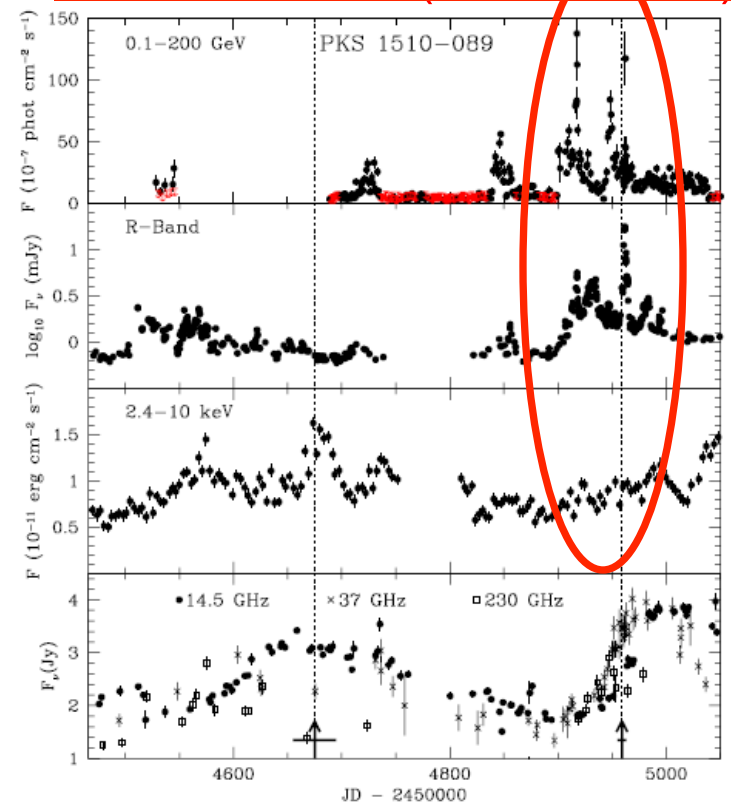 150
0.1−200 GeV
PKS 1510−089
100
50
0
F (10⁻⁷ phot cm⁻² s⁻¹)
R−Band
1
0.5
0
log₁₀ Fᵥ (mJy)
2.4−10 keV
1.5
1
0.5
F (10⁻¹¹ erg cm⁻² s⁻¹)
14.5 GHz
37 GHz
230 GHz
4
3
2
1
Fᵥ(Jy)
4600
4800
5000
JD − 2450000